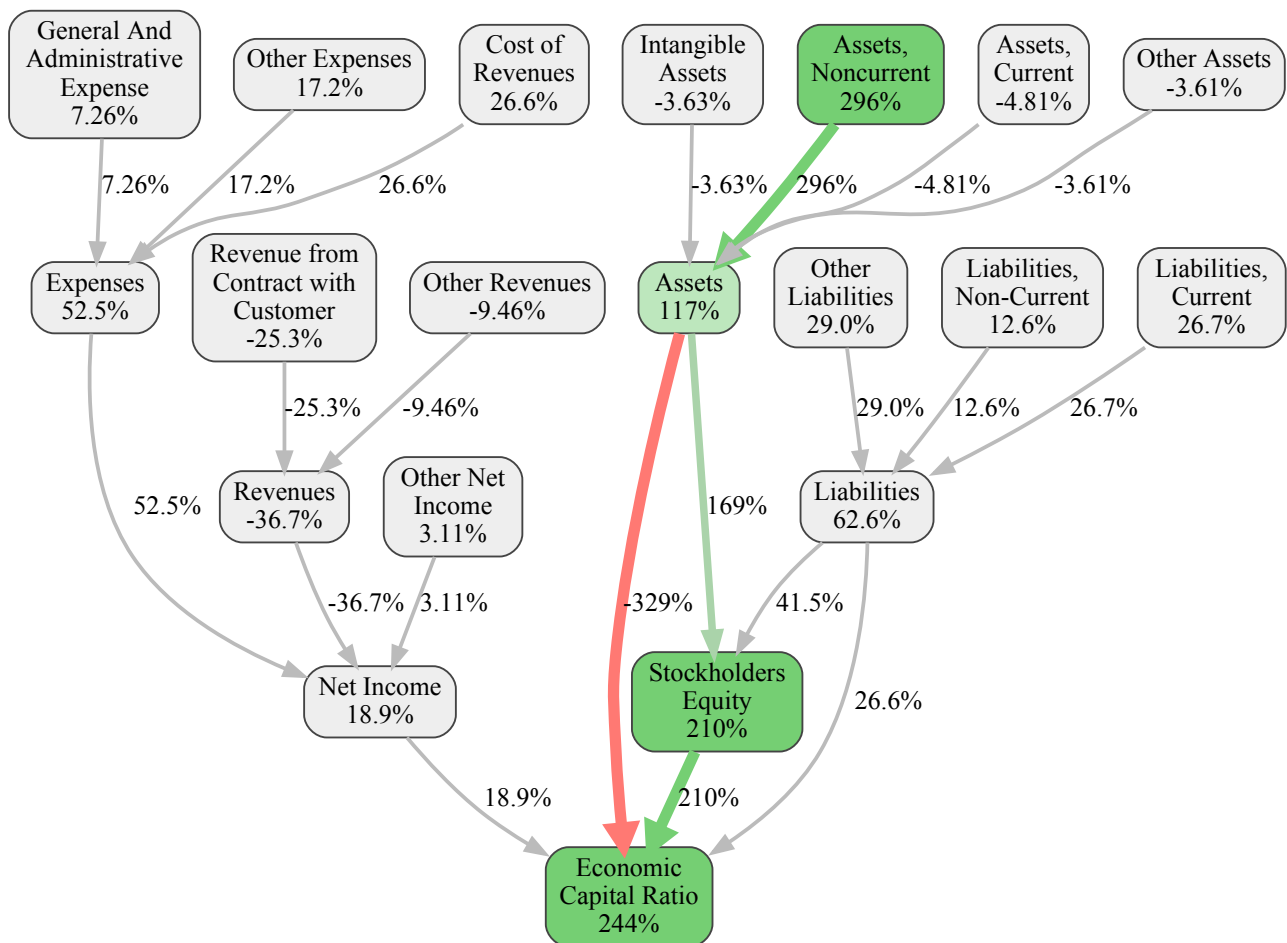 General And
Administrative
Expense
7.26%
Other Expenses
17.2%
Cost of
Revenues
26.6%
Intangible
Assets
-3.63%
Assets,
Noncurrent
296%
Assets,
Current
-4.81%
Other Assets
-3.61%
7.26%
17.2%
26.6%
-3.63%
296%
-4.81%
-3.61%
Expenses
52.5%
Revenue from
Contract with
Customer
-25.3%
Other Revenues
-9.46%
Assets
117%
Other
Liabilities
29.0%
Liabilities,
Non-Current
12.6%
Liabilities,
Current
26.7%
-25.3%
-9.46%
29.0%
12.6%
26.7%
52.5%
Revenues
-36.7%
Other Net
Income
3.11%
169%
Liabilities
62.6%
-36.7%
3.11%
-329%
41.5%
Net Income
18.9%
Stockholders
Equity
210%
26.6%
18.9%
210%
Economic
Capital Ratio
244%